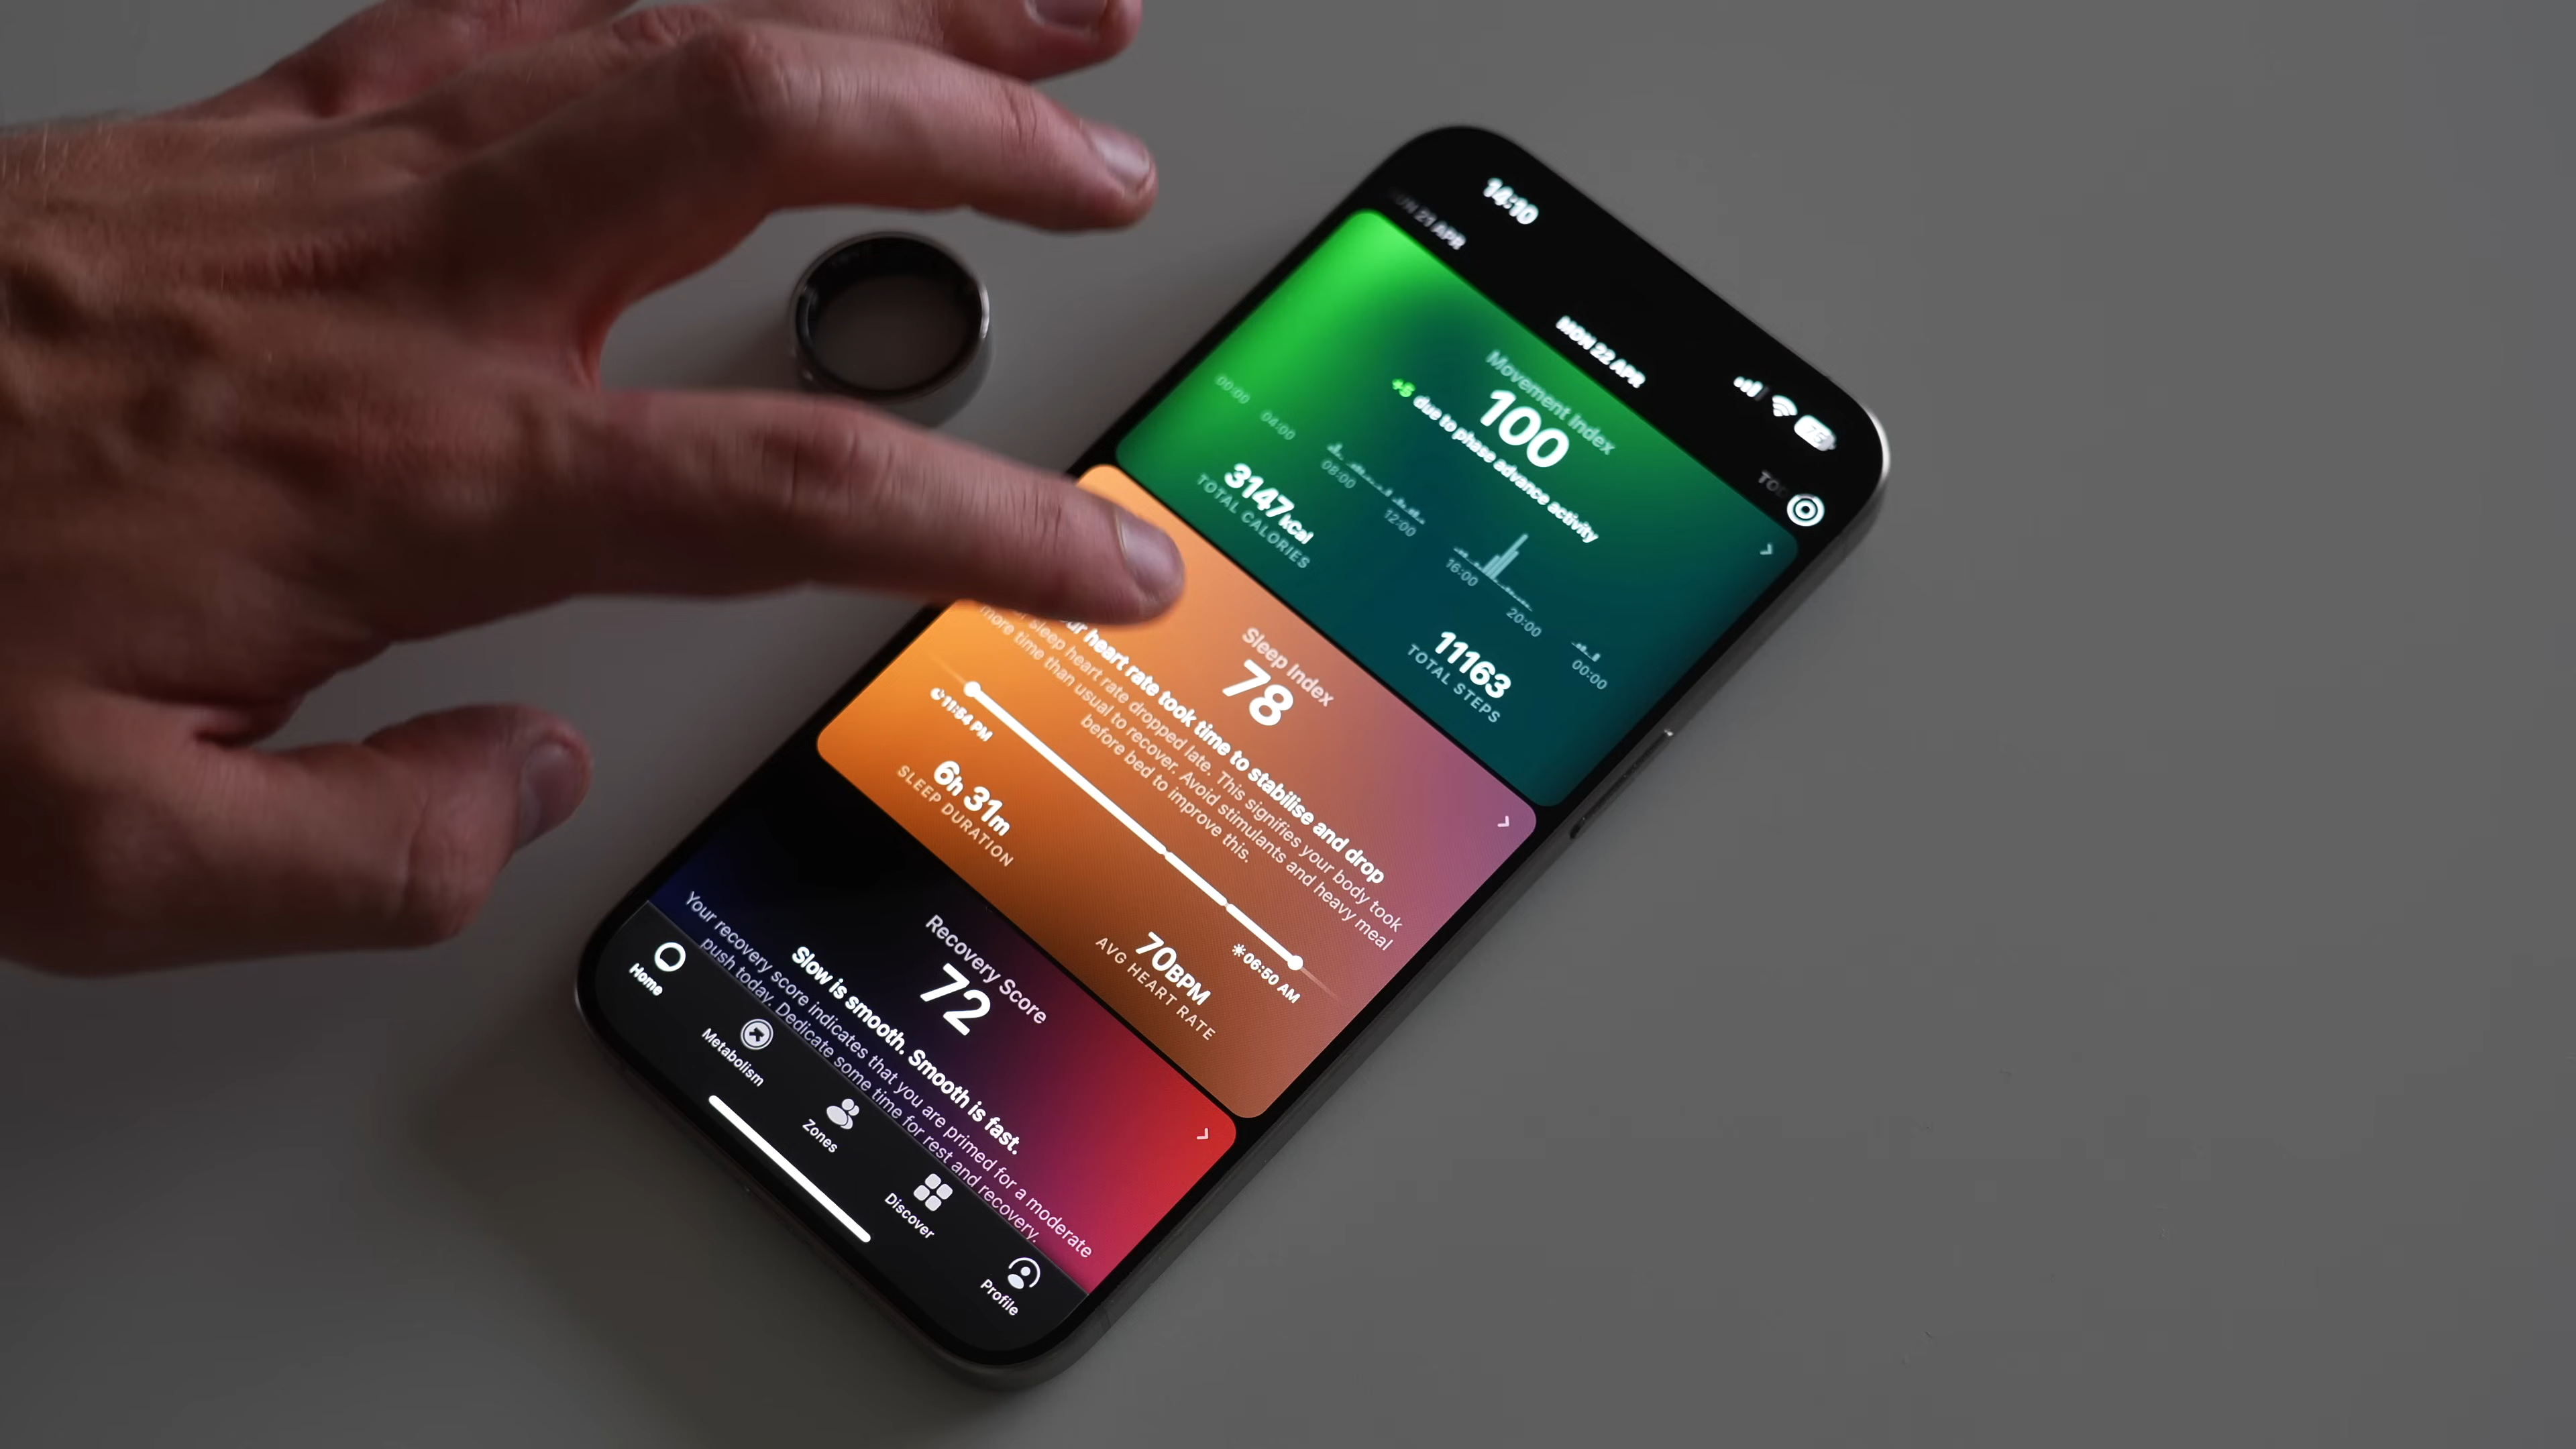 14:10
21 APR
MON 22 APR
Movement Index
100
+5 due to phase advance activity
00:00 04:00 08:00 12:00 16:00 20:00 00:00
3147kCal
TOTAL CALORIES
11163
TOTAL STEPS
Sleep Index
78
heart rate took time to stabilise and drop
sleep heart rate dropped late. This signifies your body took
more time than usual to recover. Avoid stimulants and heavy meal
before bed to improve this.
11:54 PM
06:50 AM
6h 31m
SLEEP DURATION
70BPM
AVG HEART RATE
Recovery Score
72
Slow is smooth. Smooth is fast.
Your recovery score indicates that you are primed for a moderate
push today. Dedicate some time for rest and recovery.
Home
Metabolism
Zones
Discover
Profile